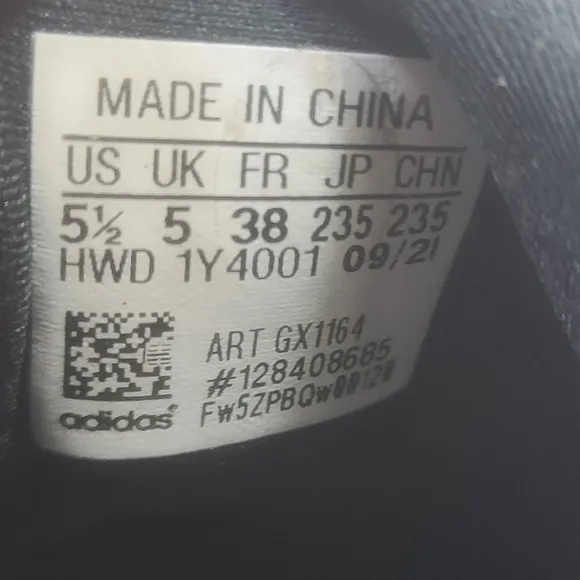 MADE IN CHINA
US UK FR JP CHN
5½ 5 38 235 235
HWD 1Y4001 09/21
ART GX1164
#128408685
adidas